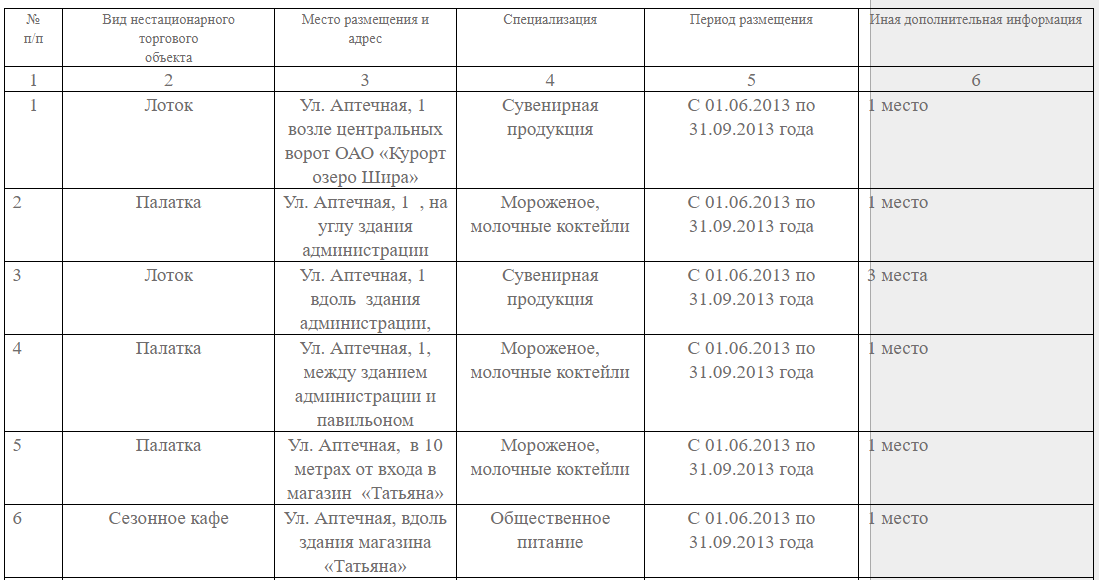 №
п/п
Вид нестационарного
торгового
объекта
Место размещения и
адрес
Специализация
Период размещения
Иная дополнительная информация
1
2
3
4
5
6
1
Лоток
Ул. Аптечная, 1
возле центральных
ворот ОАО «Курорт
озеро Шира»
Сувенирная
продукция
С 01.06.2013 по
31.09.2013 года
1 место
2
Палатка
Ул. Аптечная, 1  , на
углу здания
администрации
Мороженое,
молочные коктейли
С 01.06.2013 по
31.09.2013 года
1 место
3
Лоток
Ул. Аптечная, 1
вдоль  здания
администрации,
Сувенирная
продукция
С 01.06.2013 по
31.09.2013 года
3 места
4
Палатка
Ул. Аптечная, 1,
между зданием
администрации и
павильоном
Мороженое,
молочные коктейли
С 01.06.2013 по
31.09.2013 года
1 место
5
Палатка
Ул. Аптечная,  в 10
метрах от входа в
магазин  «Татьяна»
Мороженое,
молочные коктейли
С 01.06.2013 по
31.09.2013 года
1 место
6
Сезонное кафе
Ул. Аптечная, вдоль
здания магазина
«Татьяна»
Общественное
питание
С 01.06.2013 по
31.09.2013 года
1 место